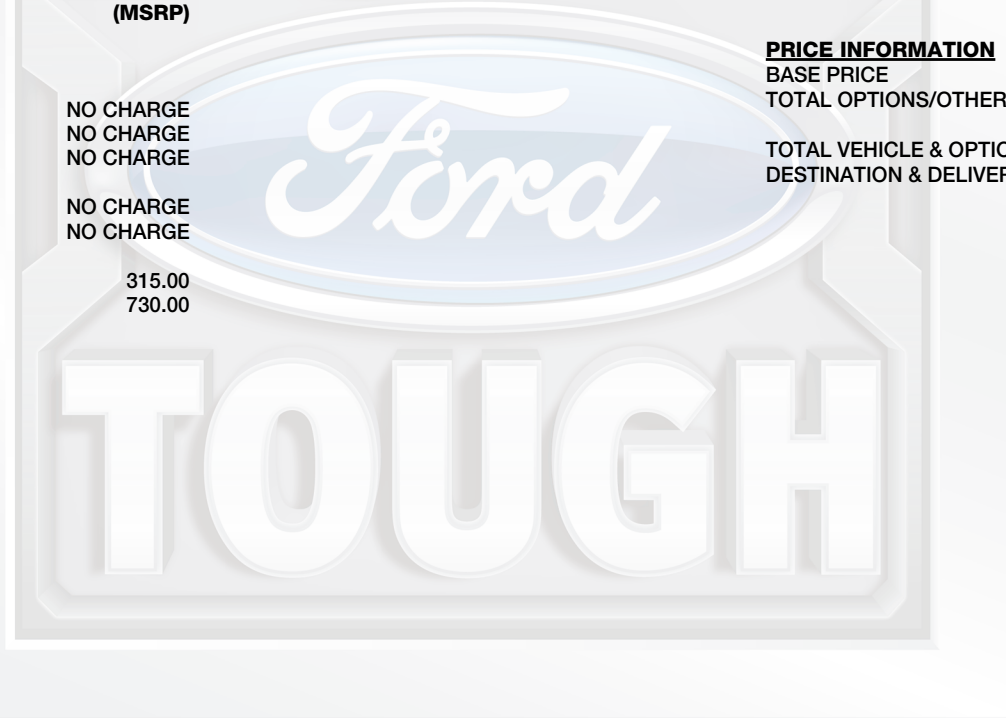 (MSRP)
NO CHARGE
NO CHARGE
NO CHARGE
NO CHARGE
NO CHARGE
315.00
730.00
PRICE INFORMATION
BASE PRICE
TOTAL OPTIONS/OTHER
TOTAL VEHICLE & OPTIO
DESTINATION & DELIVER
Ford
TOUGH